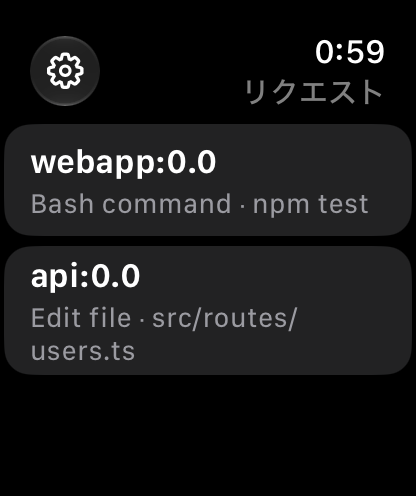 0:59
リクエスト
webapp:0.0
Bash command · npm test
api:0.0
Edit file · src/routes/
users.ts